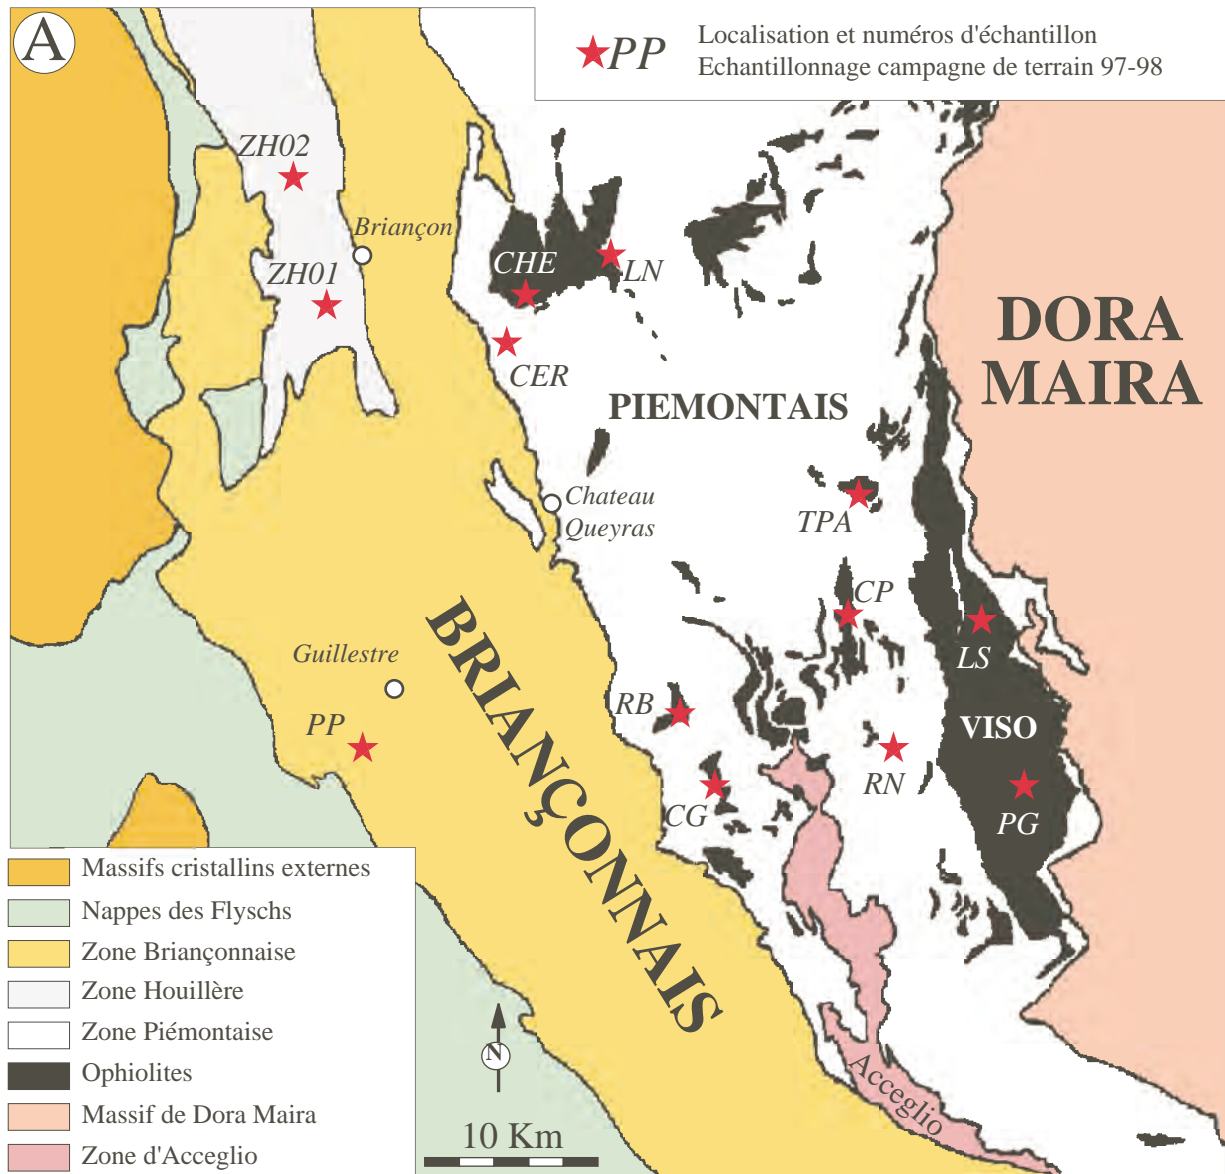 A
PP
Localisation et numéros d'échantillon
Echantillonnage campagne de terrain 97-98
ZH02
Briançon
ZH01
CHE
LN
CER
DORA
MAIRA
PIEMONTAIS
Chateau
Queyras
TPA
CP
LS
Guillestre
BRIANÇONNAIS
RB
PP
VISO
RN
CG
PG
Massifs cristallins externes
Nappes des Flyschs
Zone Briançonnaise
Zone Houillère
Zone Piémontaise
Ophiolites
Massif de Dora Maira
Zone d'Acceglio
N
10 Km
Acceglio